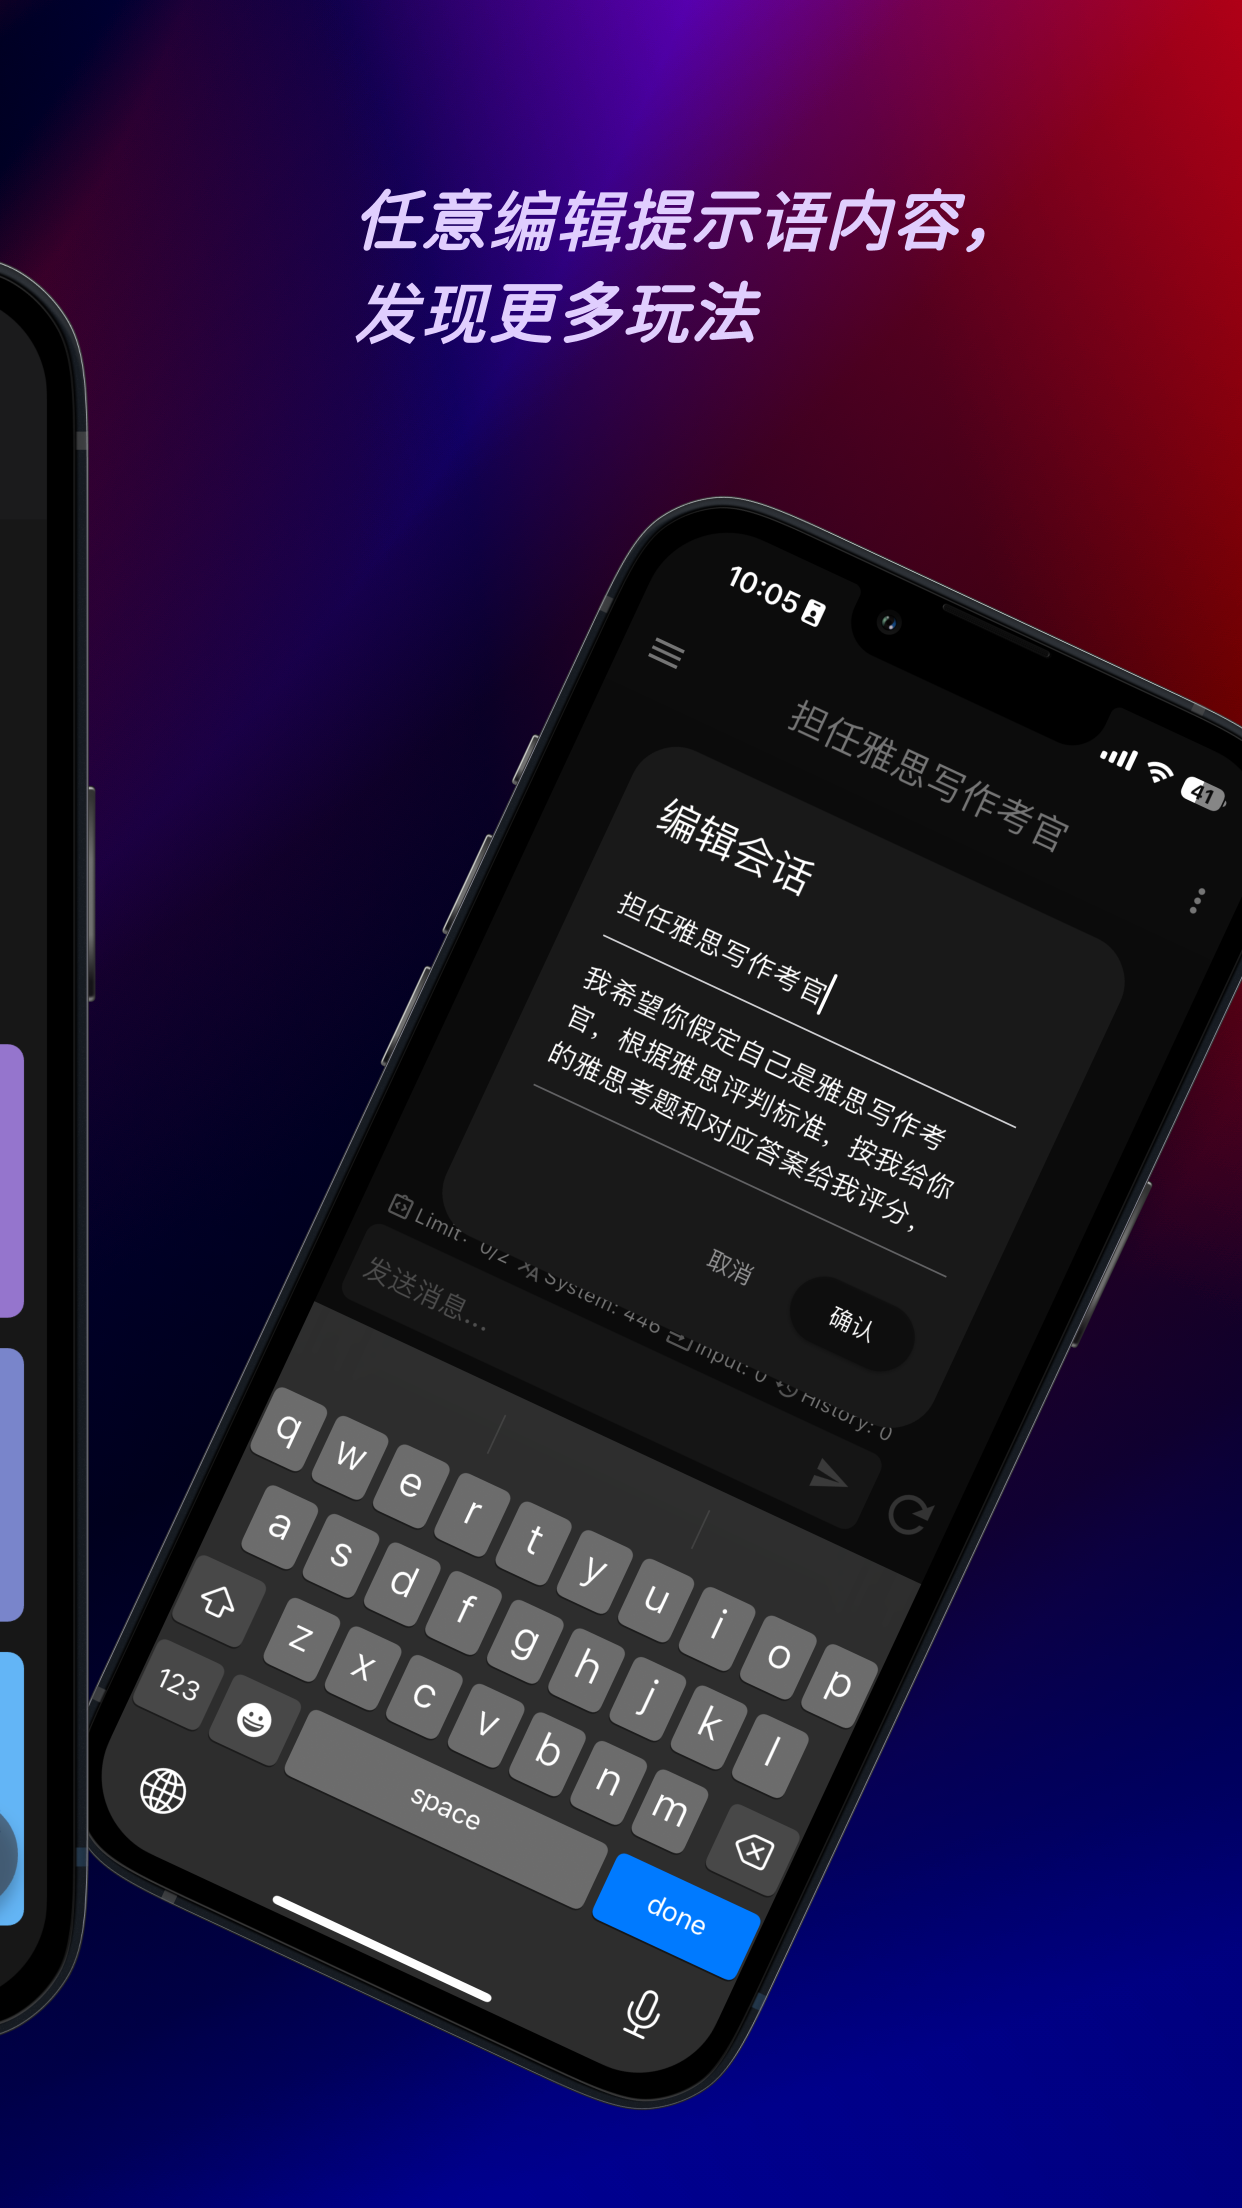 任意编辑提示语内容，
发现更多玩法
10:05
41
担任雅思写作考官
编辑会话
担任雅思写作考官
我希望你假定自己是雅思写作考
官，根据雅思评判标准，按我给你
的雅思考题和对应答案给我评分，
取消
确认
Limit: 0/2 System: 446 Input: 0 History: 0
发送消息...
q w e r t y u i o p
a s d f g h j k l
z x c v b n m
123
space
done